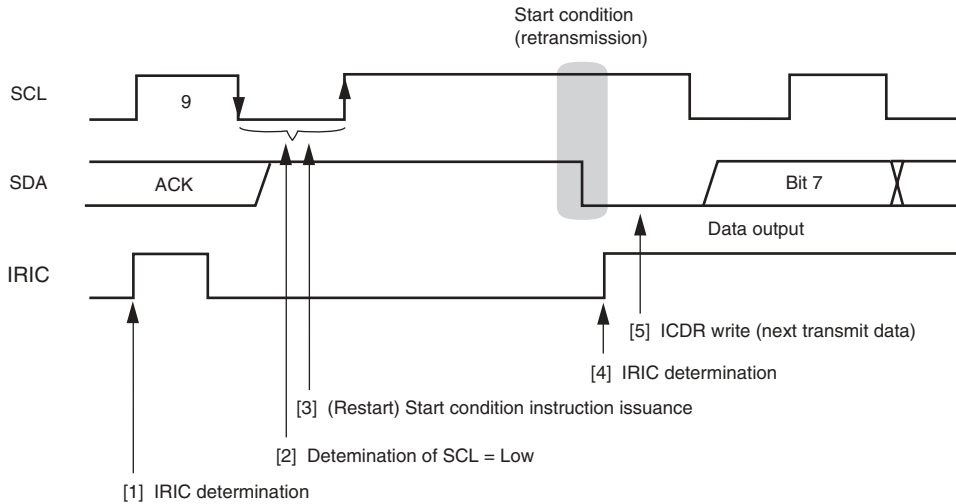 Start condition
(retransmission)
SCL
9
SDA
ACK
Bit 7
Data output
IRIC
[5] ICDR write (next transmit data)
[4] IRIC determination
[3] (Restart) Start condition instruction issuance
[2] Detemination of SCL = Low
[1] IRIC determination